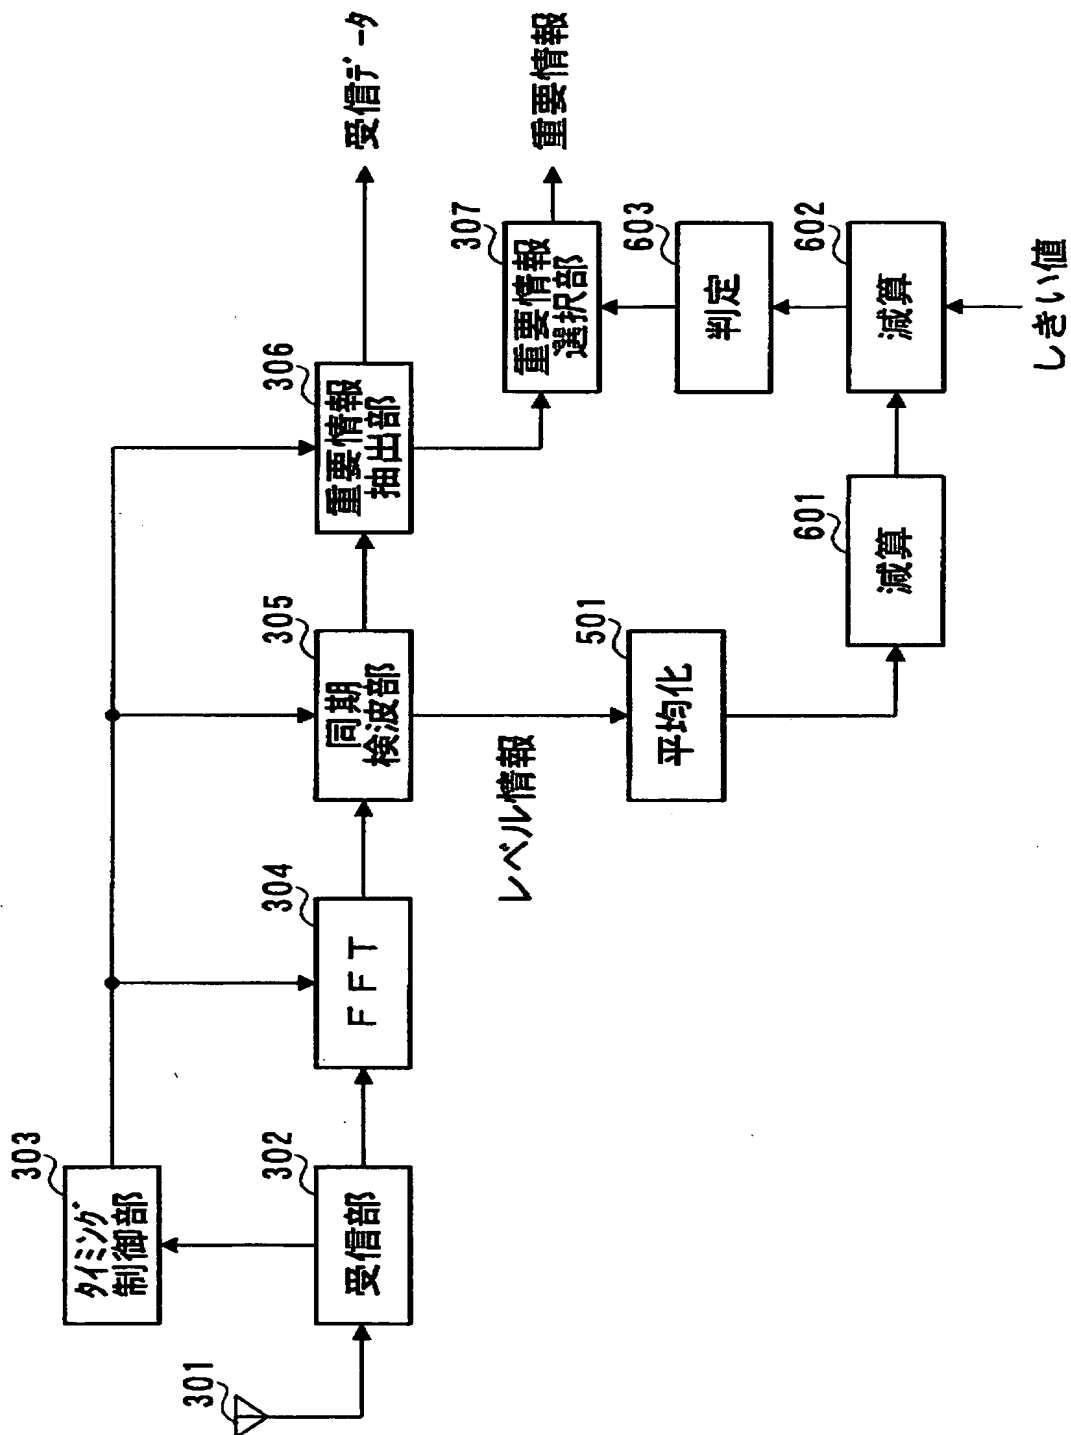 301
302
受信部
303
タイミング
制御部
304
FFT
305
同期
検波部
306
重要情報
抽出部
受信データ
307
重要情報
選択部
重要情報
レベル情報
501
平均化
601
減算
602
減算
603
判定
しきい値